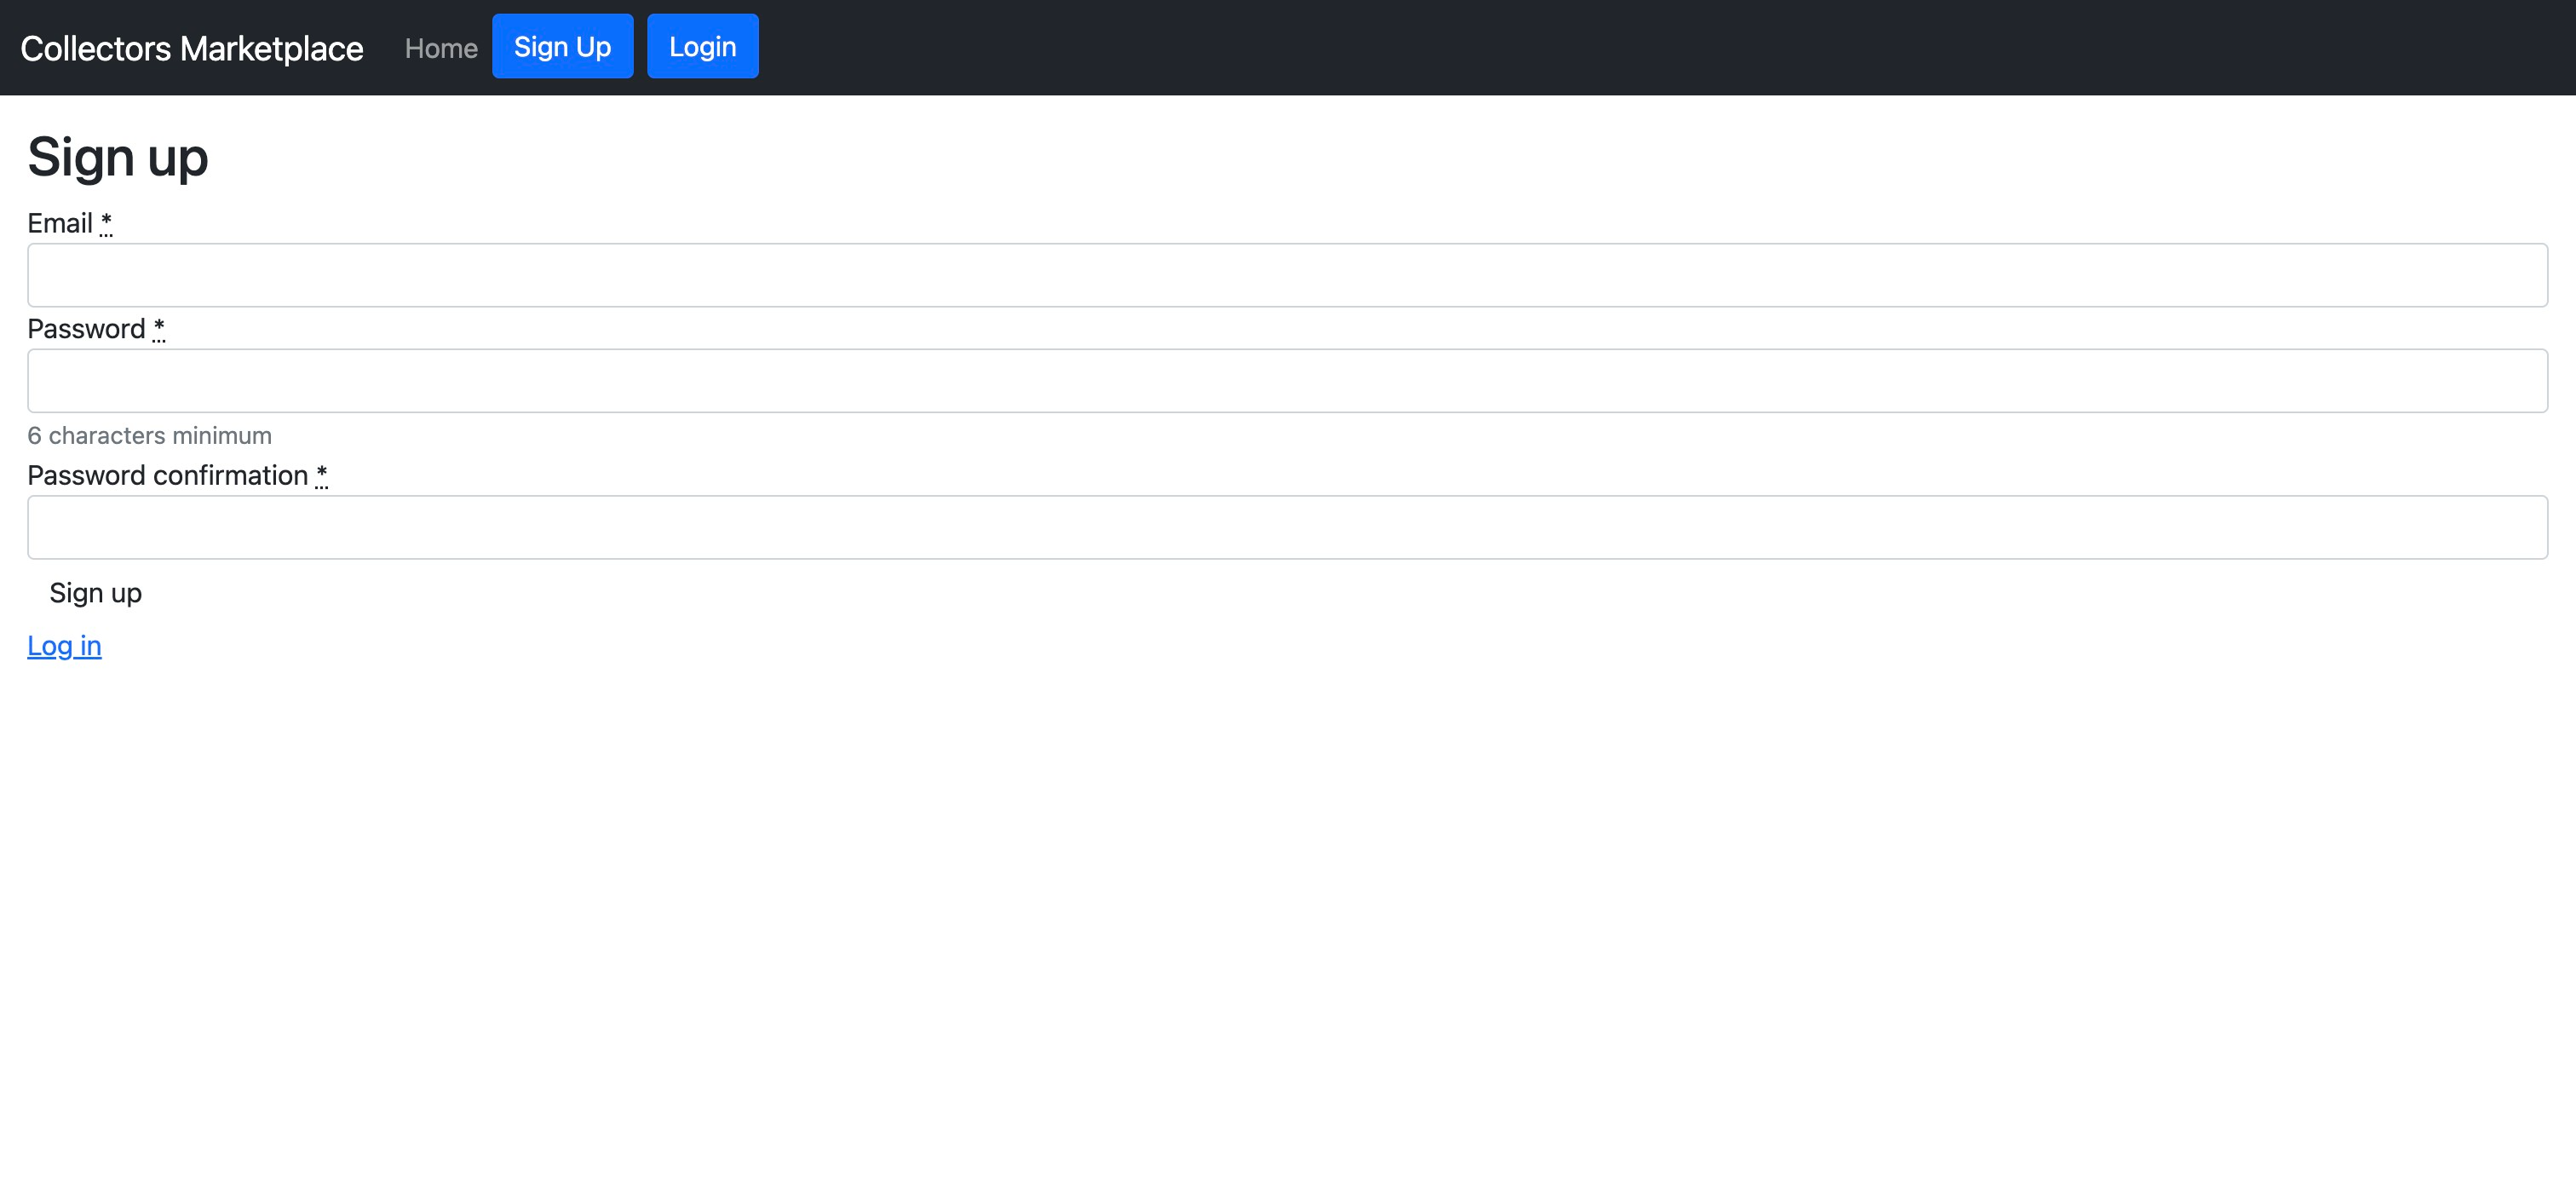 Collectors Marketplace Home Sign Up Login
Sign up
Email *
Password *
6 characters minimum
Password confirmation *
Sign up
Log in